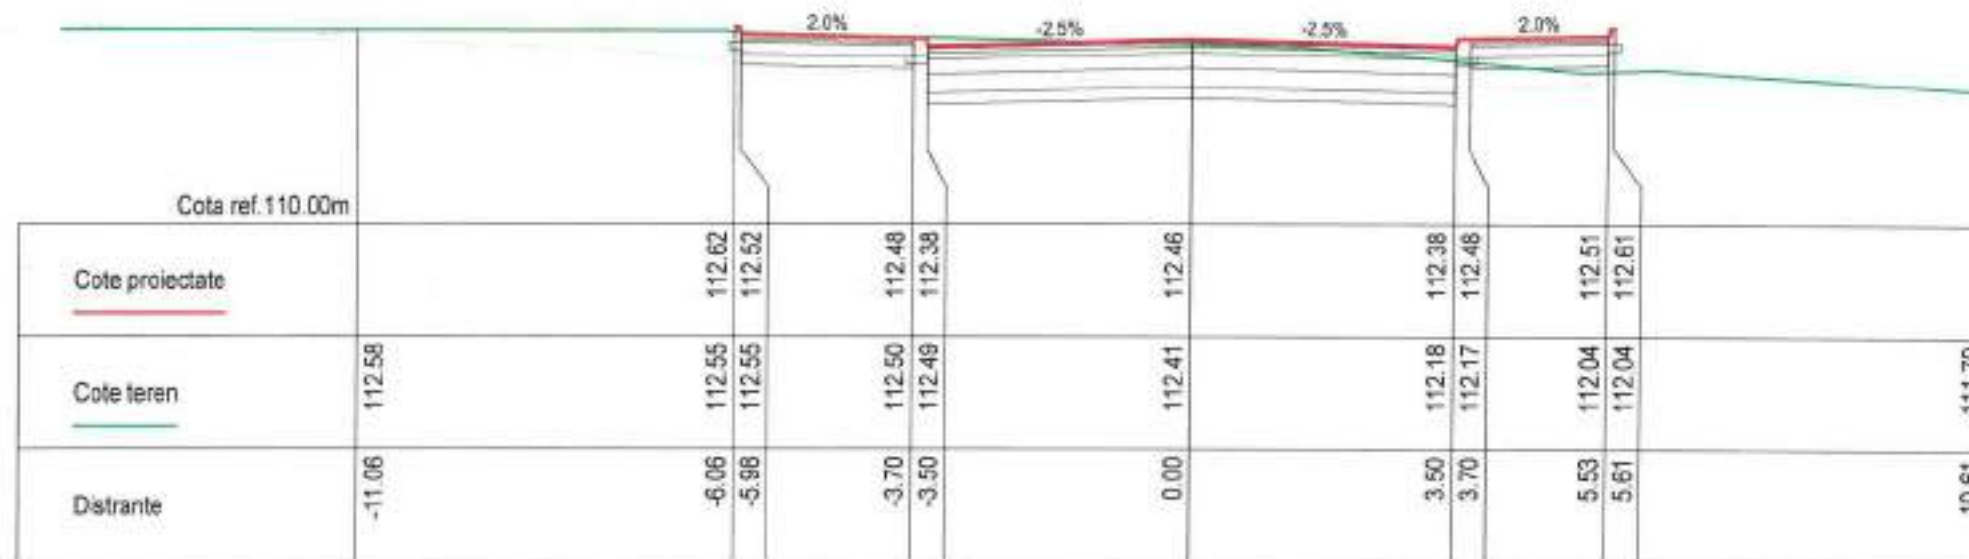 2.0% -2.5% -2.5% 2.0%
Cota ref.110.00m
Cote proiectate 112.62 112.52 112.48 112.38 112.46 112.38 112.48 112.51 112.61
Cote teren 112.58 112.55 112.55 112.50 112.49 112.41 112.18 112.17 112.04 112.04
Distrante -11.06 -6.06 -5.98 -3.70 -3.50 0.00 3.50 3.70 5.53 5.61